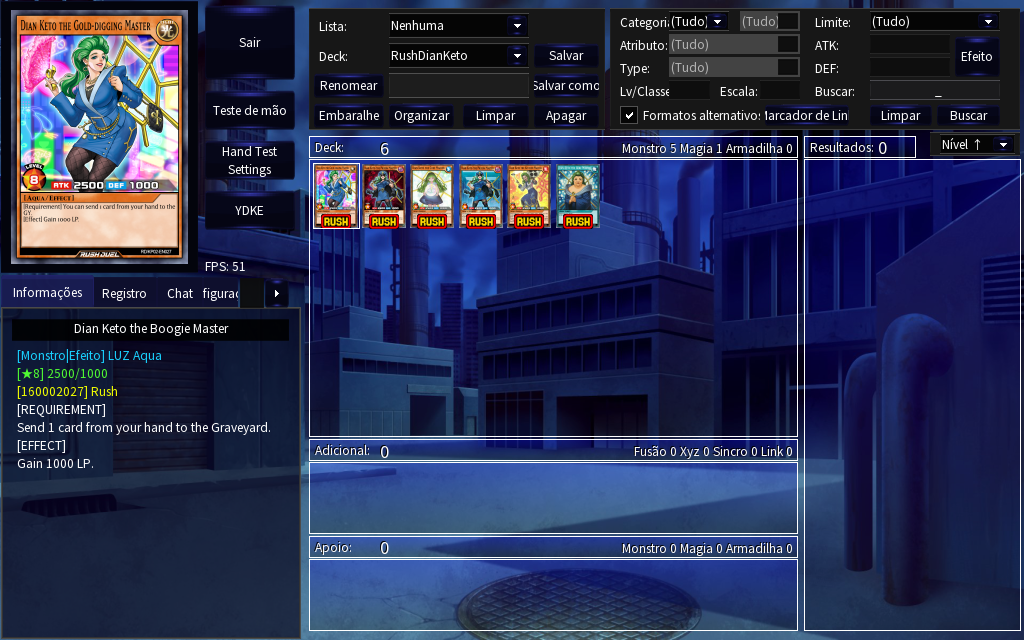 DIAN KETO THE GOLD-DIGGING MASTER
LEVEL
8
ATK 2500 DEF 1000
[AQUA/EFFECT]
[Requirement] You can send 1 card from your hand to the GY.
[Effect] Gain 1000 LP.
RUSH DUEL
Sair
Teste de mão
Hand Test
Settings
YDKE
FPS: 51
Informações
Registro
Chat
figuraç
Dian Keto the Boogie Master
[Monstro|Efeito] LUZ Aqua
[★8] 2500/1000
[160002027] Rush
[REQUIREMENT]
Send 1 card from your hand to the Graveyard.
[EFFECT]
Gain 1000 LP.
Lista:
Nenhuma
Deck:
RushDianKeto
Salvar
Renomear
Salvar como
Embaralhe
Organizar
Limpar
Apagar
Categori:
(Tudo)
(Tudo)
Limite:
(Tudo)
Atributo:
(Tudo)
ATK:
Efeito
Type:
(Tudo)
DEF:
Lv/Classe
Escala:
Buscar:
_
Formatos alternativo:
Marcador de Lin
Limpar
Buscar
Deck: 6
Monstro 5 Magia 1 Armadilha 0
Resultados: 0
Nível ↑
RUSH
RUSH
RUSH
RUSH
RUSH
RUSH
Adicional: 0
Fusão 0 Xyz 0 Sincro 0 Link 0
Apoio: 0
Monstro 0 Magia 0 Armadilha 0